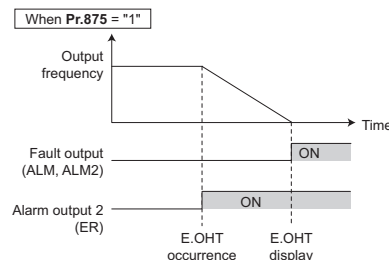 When Pr.875 = "1"
Output
frequency
Time
Fault output
(ALM, ALM2)
ON
Alarm output 2
(ER)
ON
E.OHT
occurrence
E.OHT
display